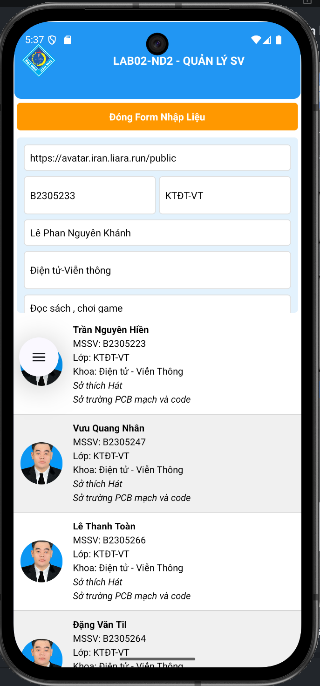 5:37
LAB02-ND2 - QUẢN LÝ SV
Đóng Form Nhập Liệu
https://avatar.iran.liara.run/public
B2305233
KTĐT-VT
Lê Phan Nguyên Khánh
Điện tử-Viễn thông
Đọc sách , chơi game
Trần Nguyên Hiền
MSSV: B2305223
Lớp: KTĐT-VT
Khoa: Điện tử - Viễn Thông
Sở thích Hát
Sở trường PCB mạch và code
Vưu Quang Nhân
MSSV: B2305247
Lớp: KTĐT-VT
Khoa: Điện tử - Viễn Thông
Sở thích Hát
Sở trường PCB mạch và code
Lê Thanh Toàn
MSSV: B2305266
Lớp: KTĐT-VT
Khoa: Điện tử - Viễn Thông
Sở thích Hát
Sở trường PCB mạch và code
Đặng Văn Til
MSSV: B2305264
Lớp: KTĐT-VT
Khoa: Điện tử - Viễn Thông